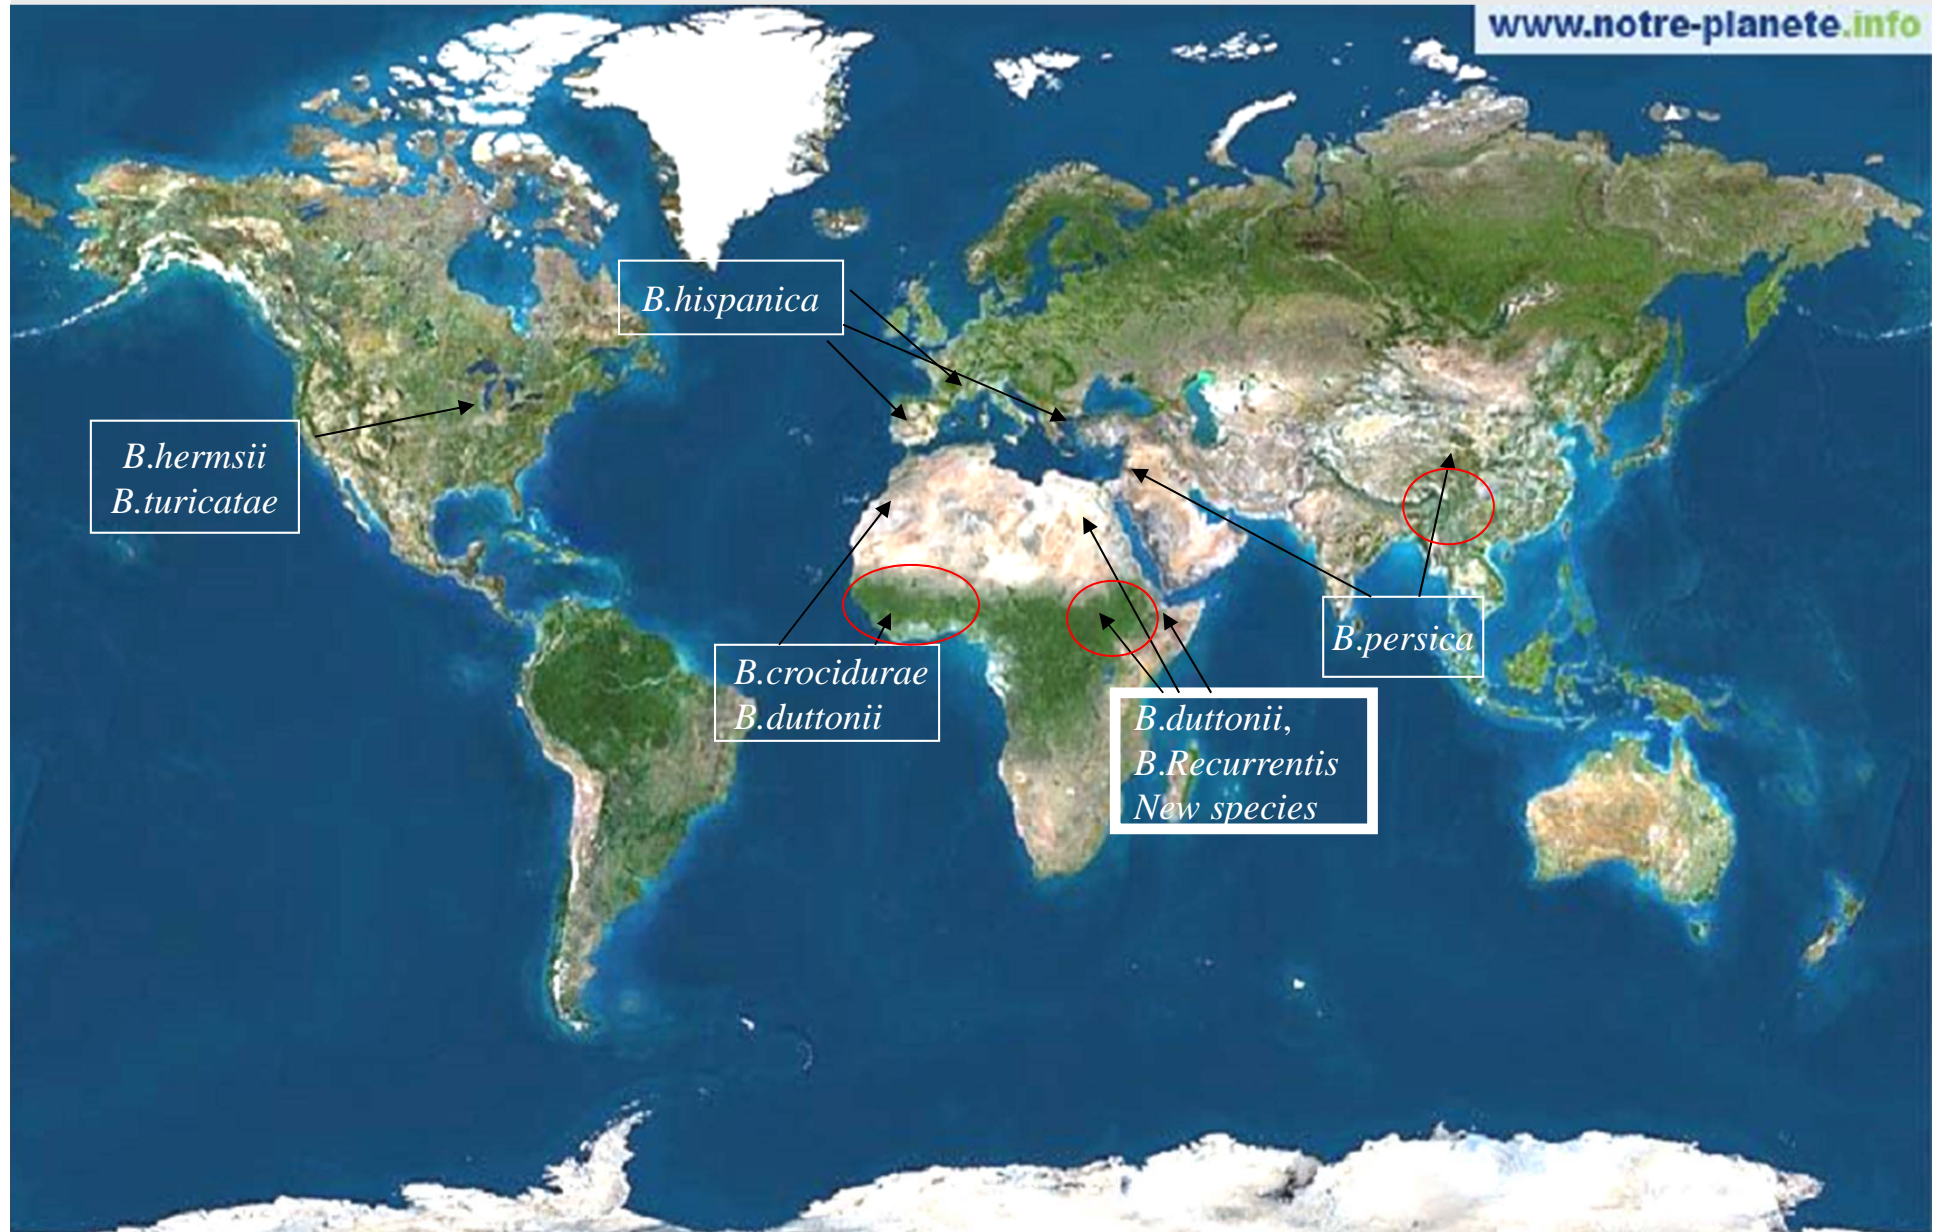 www.notre-planete.info
B.hispanica
B.hermsii
B.turicatae
B.persica
B.crocidurae
B.duttonii
B.duttonii,
B.Recurrentis
New species